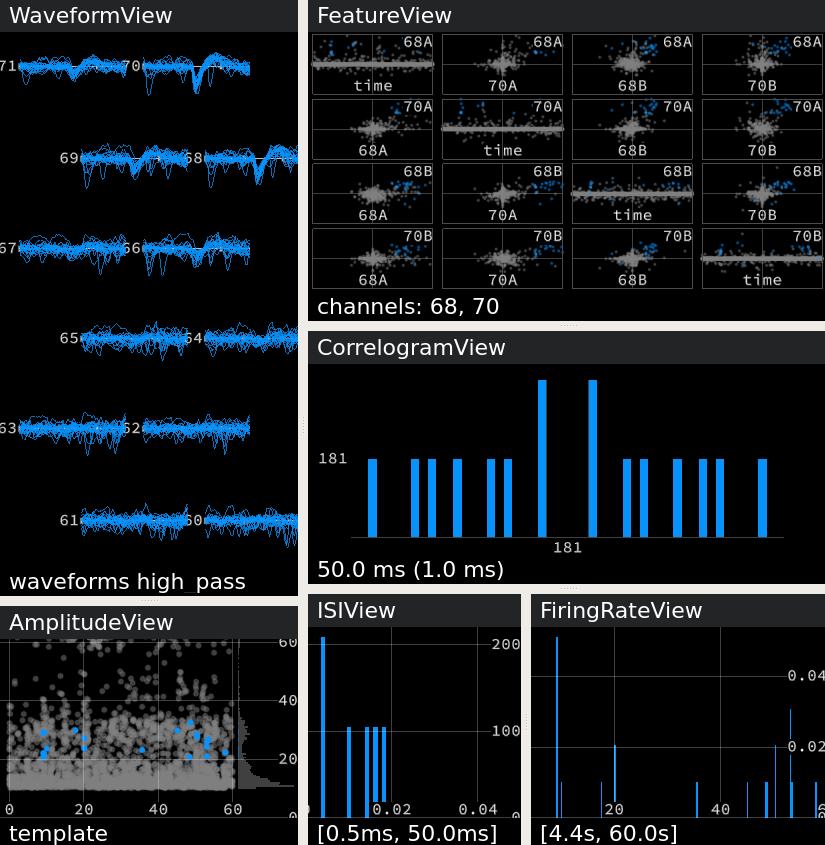 WaveformView
71 70
69 68
67 66
65 64
63 62
61 60
waveforms high_pass
FeatureView
68A 68A 68A 68A
time 70A 68B 70B
70A 70A 70A 70A
68A time 68B 70B
68B 68B 68B 68B
68A 70A time 70B
70B 70B 70B 70B
68A 70A 68B time
channels: 68, 70
CorrelogramView
181
181
50.0 ms (1.0 ms)
AmplitudeView
60
40
20
0
0 20 40 60
template
ISIView
200
100
0
0.02 0.04
[0.5ms, 50.0ms]
FiringRateView
0.04
0.02
20 40
[4.4s, 60.0s]